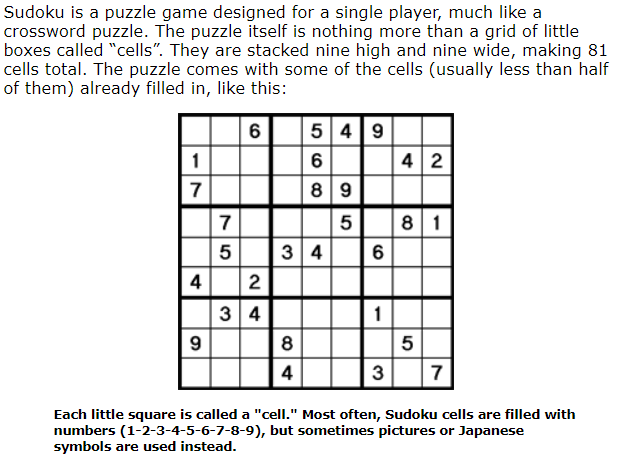 Sudoku is a puzzle game designed for a single player, much like a
crossword puzzle. The puzzle itself is nothing more than a grid of little
boxes called “cells”. They are stacked nine high and nine wide, making 81
cells total. The puzzle comes with some of the cells (usually less than half
of them) already filled in, like this:
6 5 4 9
1 6 4 2
7 8 9
7 5 8 1
5 3 4 6
4 2
3 4 1
9 8 5
4 3 7
Each little square is called a "cell." Most often, Sudoku cells are filled with
numbers (1-2-3-4-5-6-7-8-9), but sometimes pictures or Japanese
symbols are used instead.